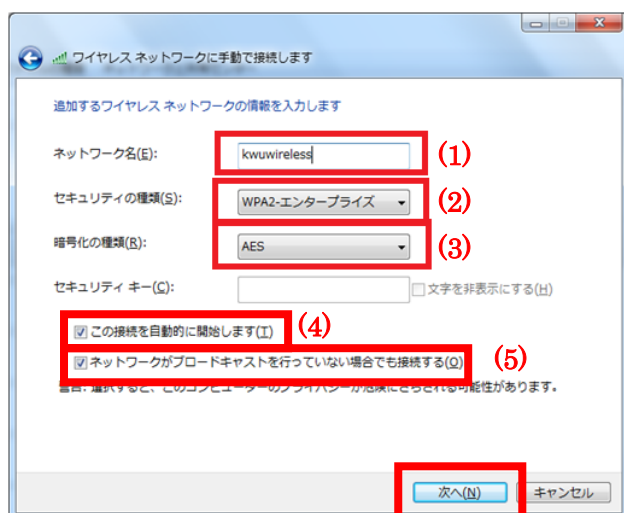 ワイヤレス ネットワークに手動で接続します
追加するワイヤレス ネットワークの情報を入力します
ネットワーク名(E): kwuwireless (1)
セキュリティの種類(S): WPA2-エンタープライズ (2)
暗号化の種類(R): AES (3)
セキュリティ キー(C): 文字を非表示にする(H)
この接続を自動的に開始します(T) (4)
ネットワークがブロードキャストを行っていない場合でも接続する(O) (5)
警告: 選択すると、このコンピューターのプライバシーが危険にさらされる可能性があります。
次へ(N) キャンセル